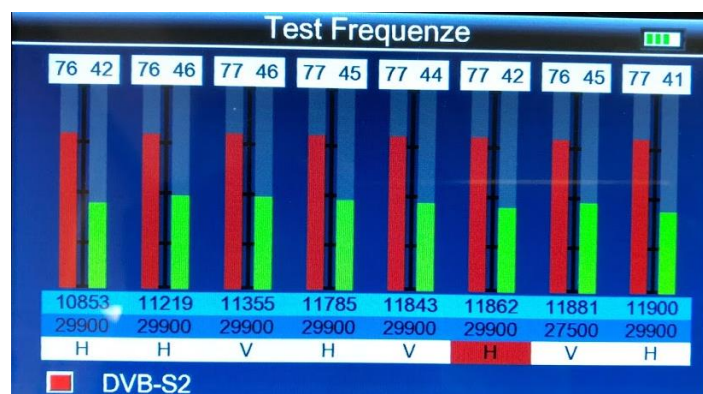 Test Frequenze
76 42 76 46 77 46 77 45 77 44 77 42 76 45 77 41
10853 11219 11355 11785 11843 11862 11881 11900
29900 29900 29900 29900 29900 29900 27500 29900
H H V H V H V H
DVB-S2